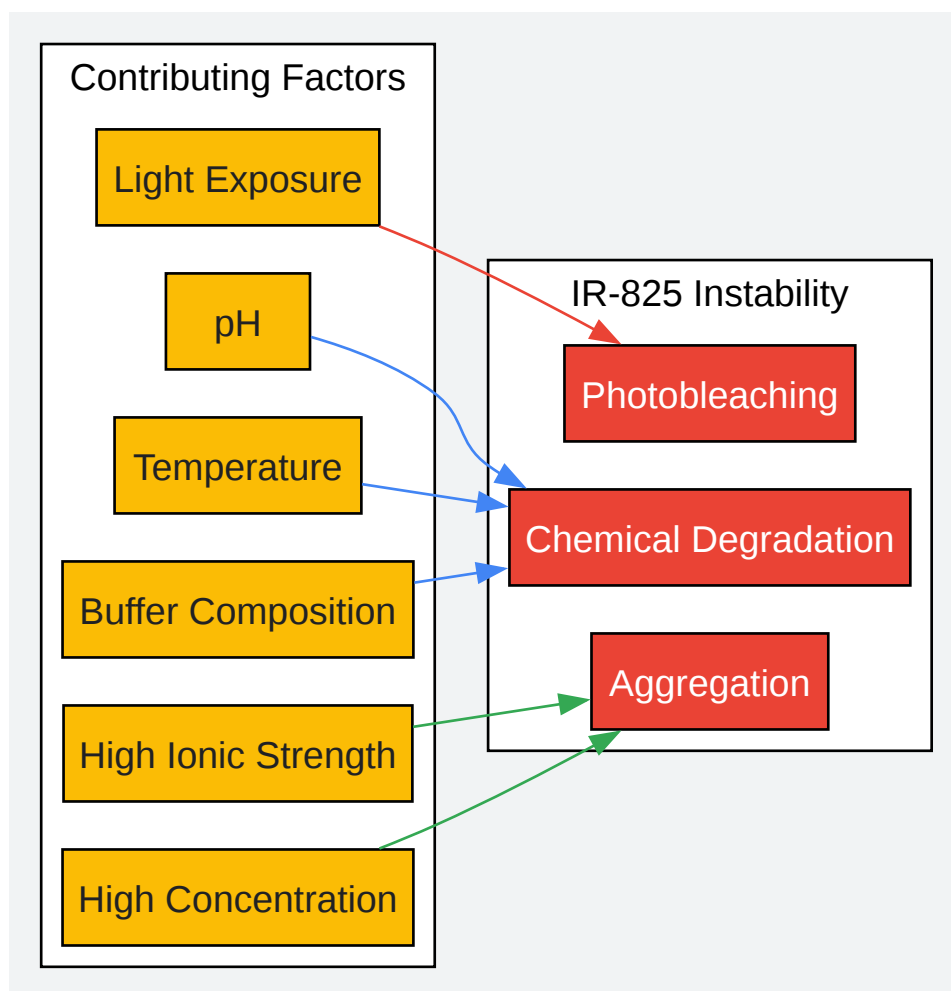 Contributing Factors
Light Exposure
pH
Temperature
Buffer Composition
High Ionic Strength
High Concentration
IR-825 Instability
Photobleaching
Chemical Degradation
Aggregation